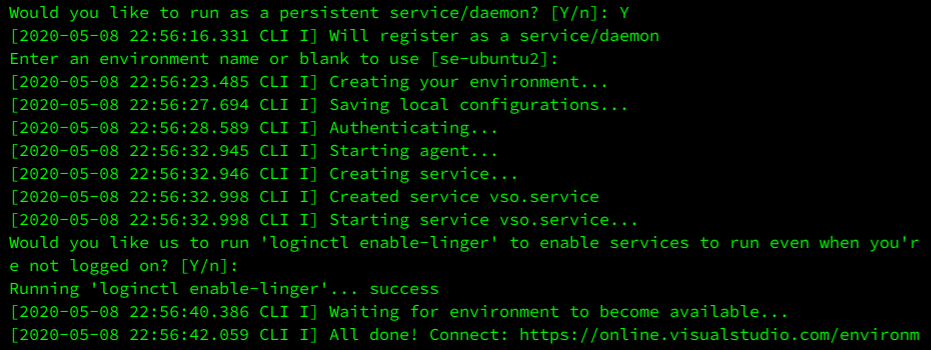 Would you like to run as a persistent service/daemon? [Y/n]: Y
[2020-05-08 22:56:16.331 CLI I] Will register as a service/daemon
Enter an environment name or blank to use [se-ubuntu2]:
[2020-05-08 22:56:23.485 CLI I] Creating your environment...
[2020-05-08 22:56:27.694 CLI I] Saving local configurations...
[2020-05-08 22:56:28.589 CLI I] Authenticating...
[2020-05-08 22:56:32.945 CLI I] Starting agent...
[2020-05-08 22:56:32.946 CLI I] Creating service...
[2020-05-08 22:56:32.998 CLI I] Created service vso.service
[2020-05-08 22:56:32.998 CLI I] Starting service vso.service...
Would you like us to run 'loginctl enable-linger' to enable services to run even when you'r
e not logged on? [Y/n]:
Running 'loginctl enable-linger'... success
[2020-05-08 22:56:40.386 CLI I] Waiting for environment to become available...
[2020-05-08 22:56:42.059 CLI I] All done! Connect: https://online.visualstudio.com/environm